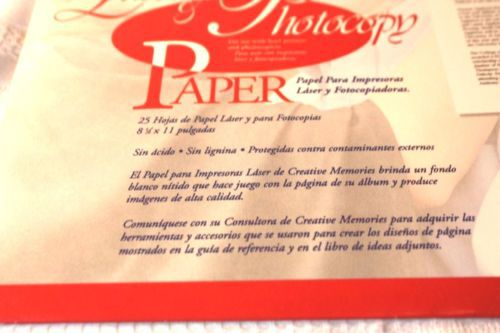 &
Photocopy
PAPER
Papel Para Impresoras
Láser y Fotocopiadoras.
25 Hojas de Papel Láser y para Fotocopias
8 ½ x 11 pulgadas
Sin ácido • Sin lignina • Protegidas contra contaminantes externos
El Papel para Impresoras Láser de Creative Memories brinda un fondo
blanco nítido que hace juego con la página de su álbum y produce
imágenes de alta calidad.
Comuníquese con su Consultora de Creative Memories para adquirir las
herramientas y accesorios que se usaron para crear los diseños de página
mostrados en la guía de referencia y en el libro de ideas adjuntos.